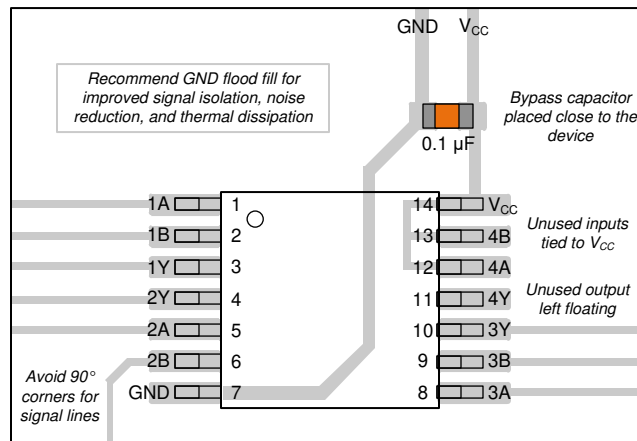 GND V_CC
Recommend GND flood fill for
improved signal isolation, noise
reduction, and thermal dissipation
Bypass capacitor
placed close to the
device
0.1 µF
1A 1 14 V_CC
1B 2 13 4B
Unused inputs
tied to V_CC
1Y 3 12 4A
2Y 4 11 4Y
Unused output
left floating
2A 5 10 3Y
2B 6 9 3B
Avoid 90°
corners for
signal lines
GND 7 8 3A